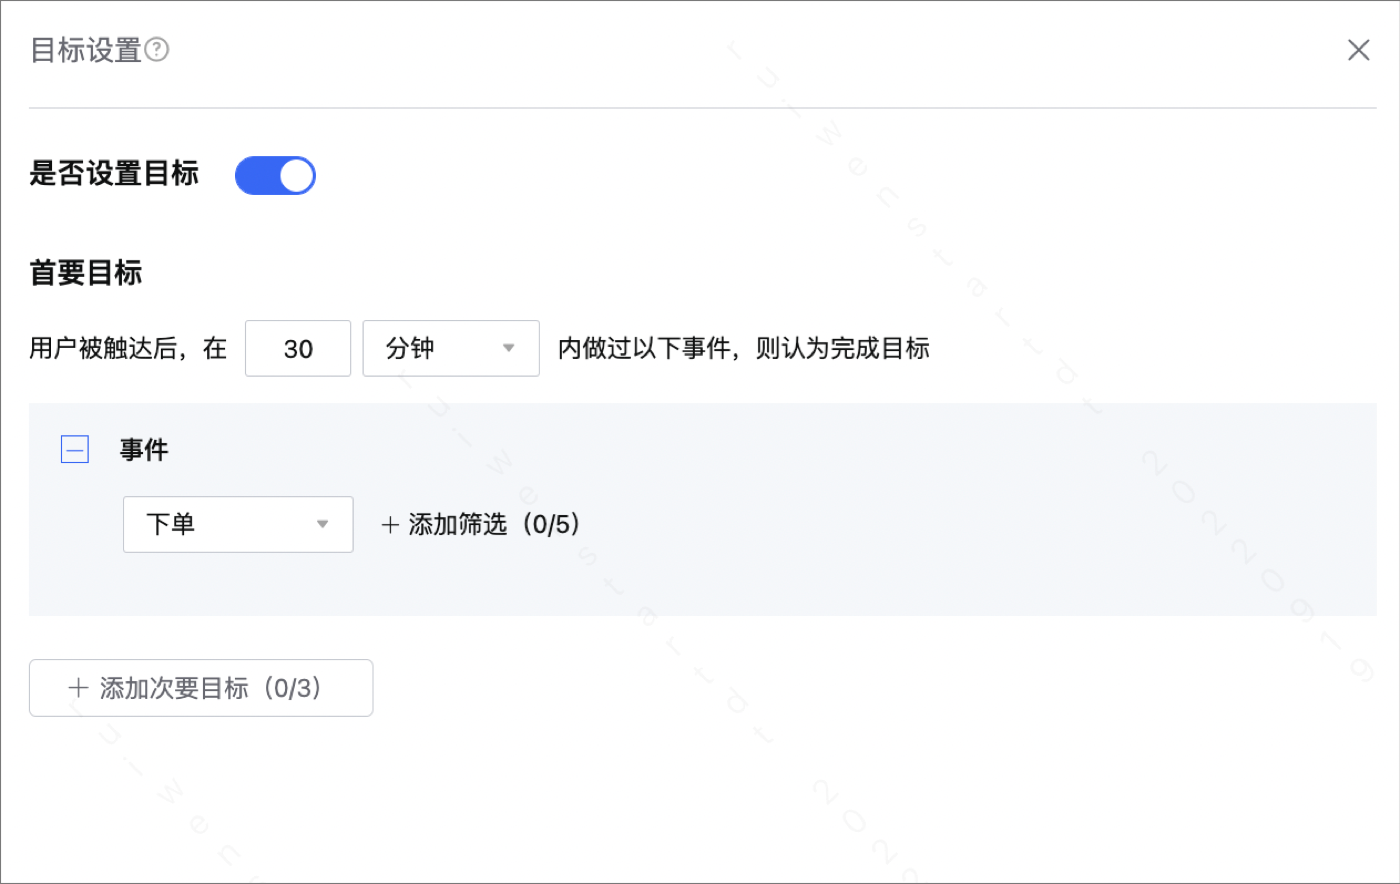 目标设置?
是否设置目标
首要目标
用户被触达后，在 30 分钟 内做过以下事件，则认为完成目标
事件
下单 + 添加筛选（0/5）
+ 添加次要目标（0/3）